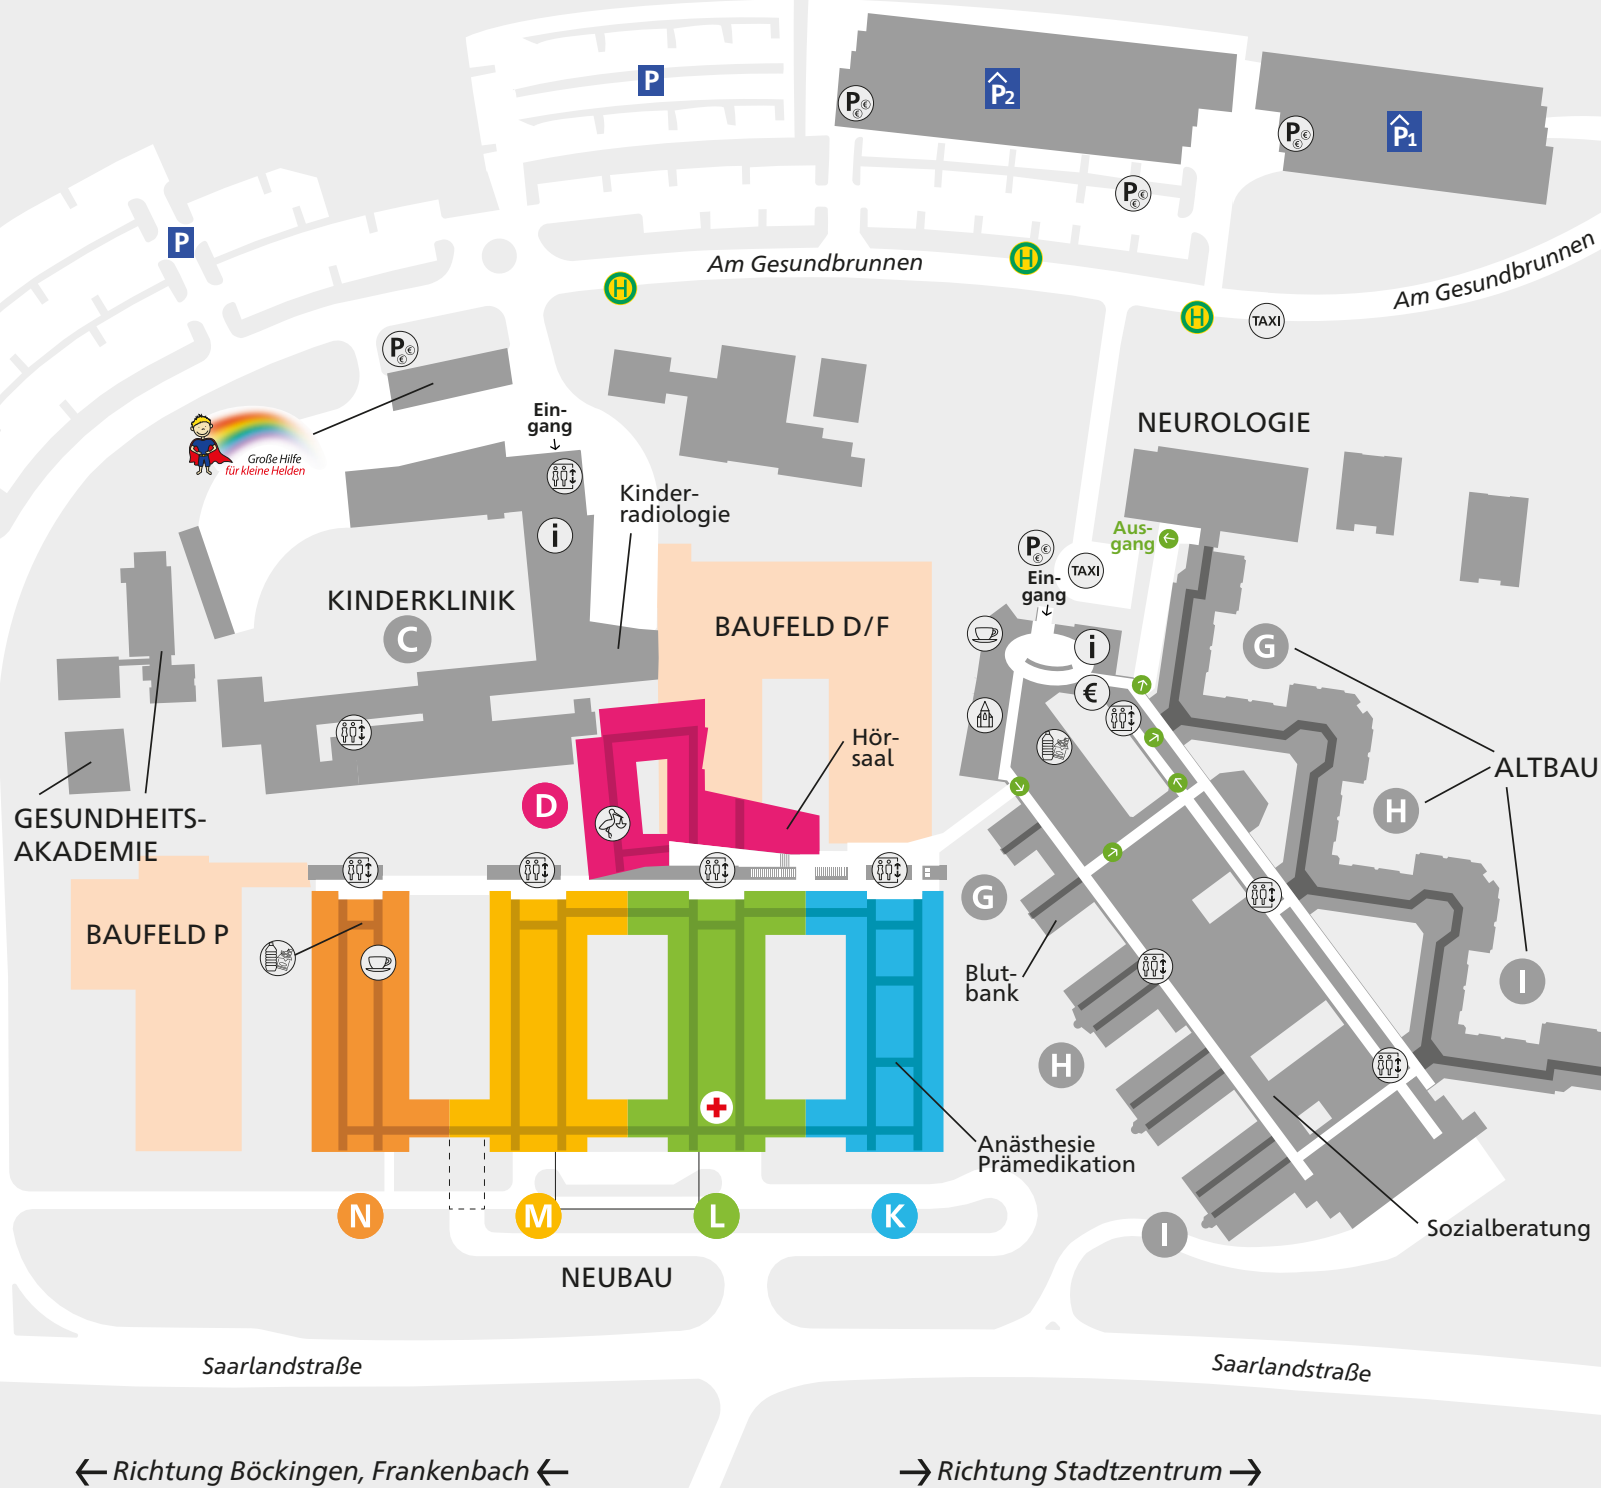 P
P2
P€€
P€€
P1
P€€
P
Am Gesundbrunnen
Am Gesundbrunnen
H
H
H
TAXI
P€€
Große Hilfe
für kleine Helden
Ein-
gang
NEUROLOGIE
Kinder-
radiologie
i
Aus-
gang
P€€
TAXI
Ein-
gang
KINDERKLINIK
C
BAUFELD D/F
i
G
€
Hör-
saal
ALTBAU
D
H
GESUNDHEITS-
AKADEMIE
G
BAUFELD P
Blut-
bank
I
H
Anästhesie
Prämedikation
N
M
L
K
I
Sozialberatung
NEUBAU
Saarlandstraße
Saarlandstraße
Richtung Böckingen, Frankenbach
Richtung Stadtzentrum